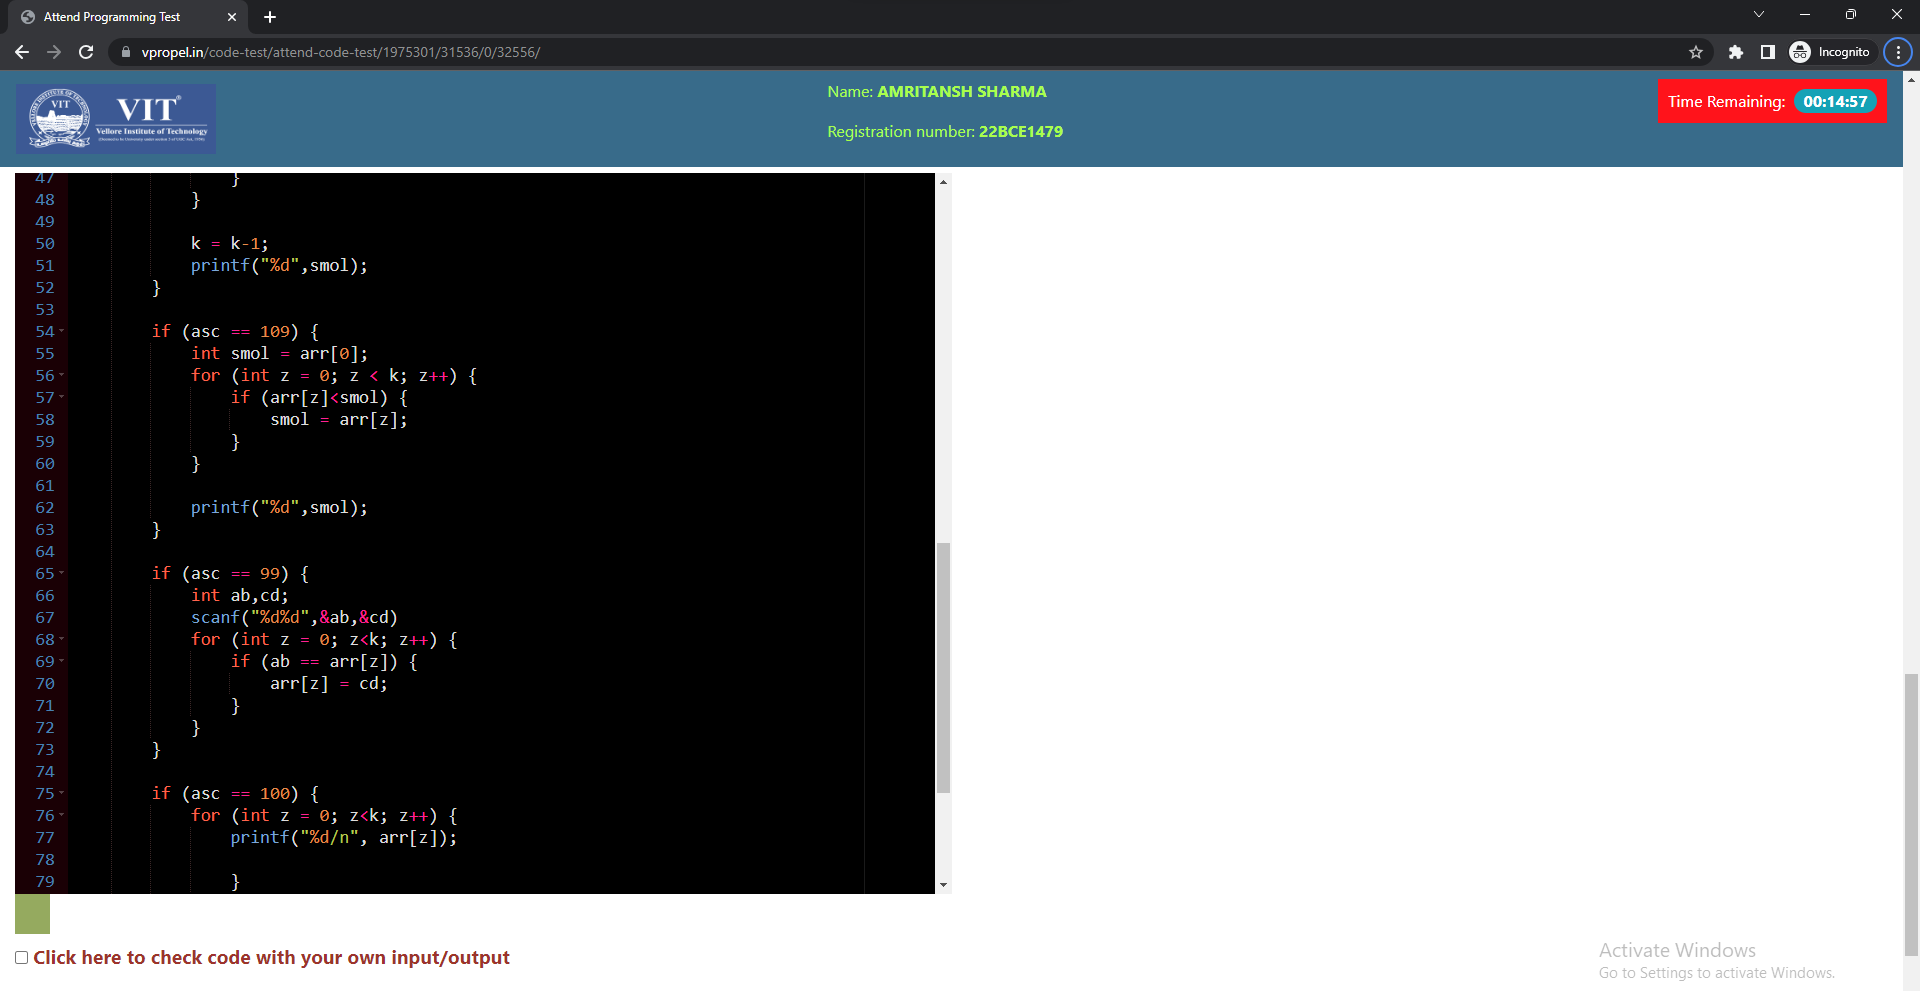 Attend Programming Test
vpropel.in/code-test/attend-code-test/1975301/31536/0/32556/
Incognito
VIT
VIT
Vellore Institute of Technology
Name: AMRITANSH SHARMA
Registration number: 22BCE1479
Time Remaining: 00:14:57
47 }
48 }
49
50 k = k-1;
51 printf("%d",smol);
52 }
53
54 if (asc == 109) {
55 int smol = arr[0];
56 for (int z = 0; z < k; z++) {
57 if (arr[z]<smol) {
58 smol = arr[z];
59 }
60 }
61
62 printf("%d",smol);
63 }
64
65 if (asc == 99) {
66 int ab,cd;
67 scanf("%d%d",&ab,&cd)
68 for (int z = 0; z<k; z++) {
69 if (ab == arr[z]) {
70 arr[z] = cd;
71 }
72 }
73 }
74
75 if (asc == 100) {
76 for (int z = 0; z<k; z++) {
77 printf("%d/n", arr[z]);
78
79 }
Click here to check code with your own input/output
Activate Windows
Go to Settings to activate Windows.